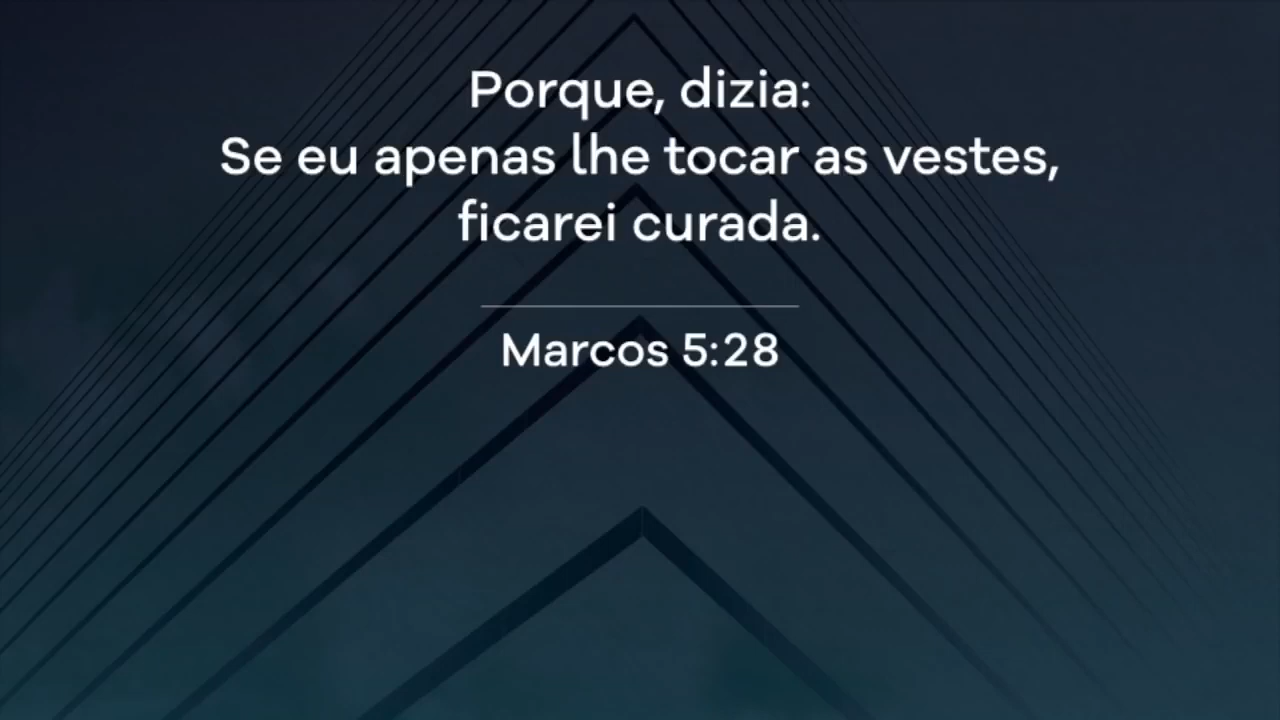 Porque, dizia:
Se eu apenas lhe tocar as vestes,
ficarei curada.
Marcos 5:28